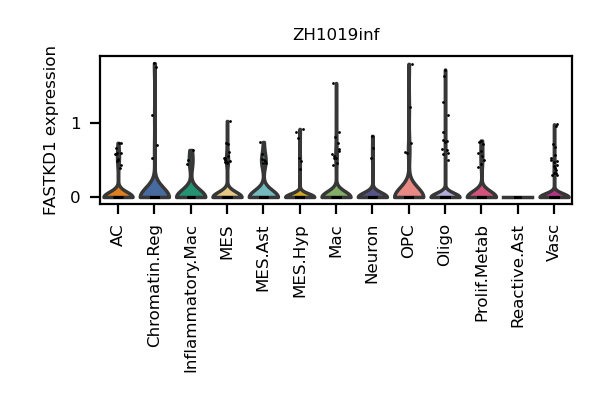 ZH1019inf
FASTKD1 expression
1
0
AC
Chromatin.Reg
Inflammatory.Mac
MES
MES.Ast
MES.Hyp
Mac
Neuron
OPC
Oligo
Prolif.Metab
Reactive.Ast
Vasc